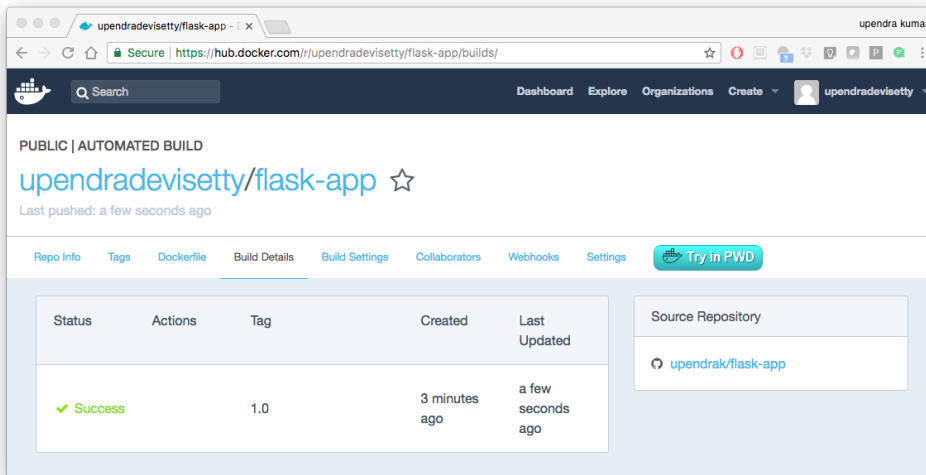 upendradevisetty/flask-app -
upendra kumar
Secure | https://hub.docker.com/r/upendradevisetty/flask-app/builds/
Search
Dashboard Explore Organizations Create upendradevisetty
PUBLIC | AUTOMATED BUILD
upendradevisetty/flask-app
Last pushed: a few seconds ago
Repo Info Tags Dockerfile Build Details Build Settings Collaborators Webhooks Settings Try in PWD
Status Actions Tag Created Last
Updated
Success 1.0 3 minutes
ago
a few
seconds
ago
Source Repository
upendrak/flask-app